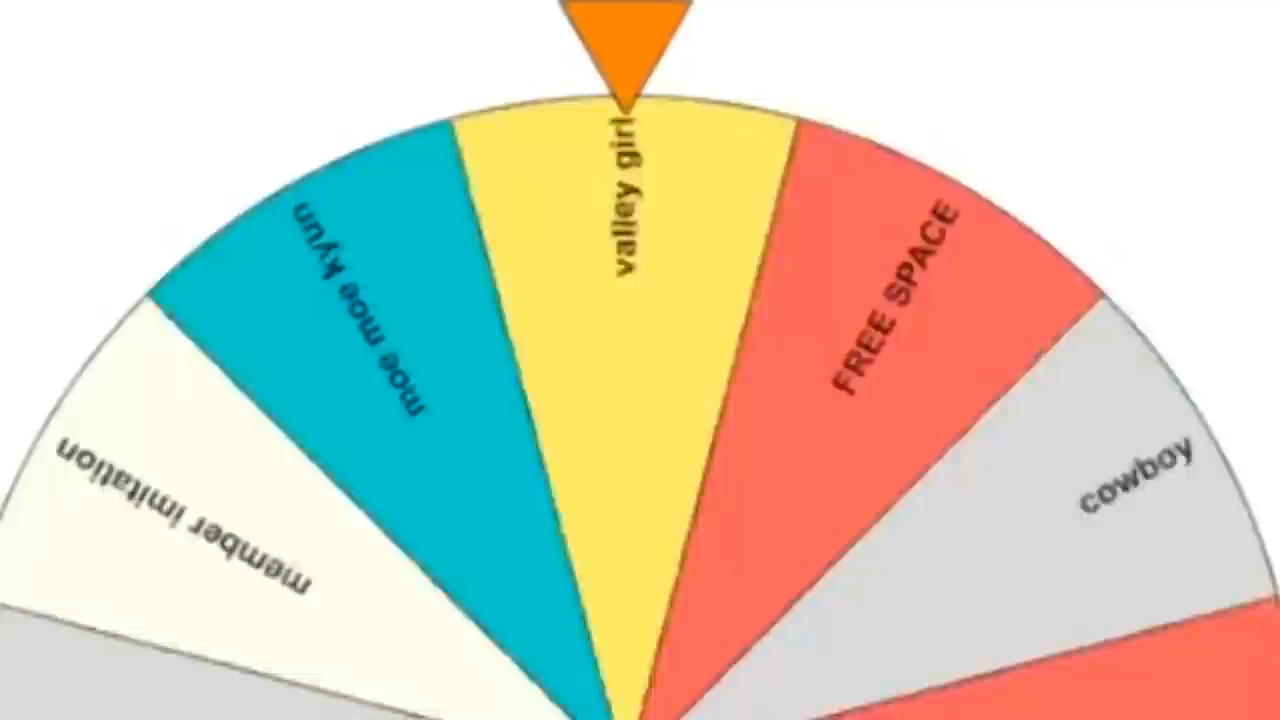 member imitation
moe moe kyun
valley girl
FREE SPACE
cowboy